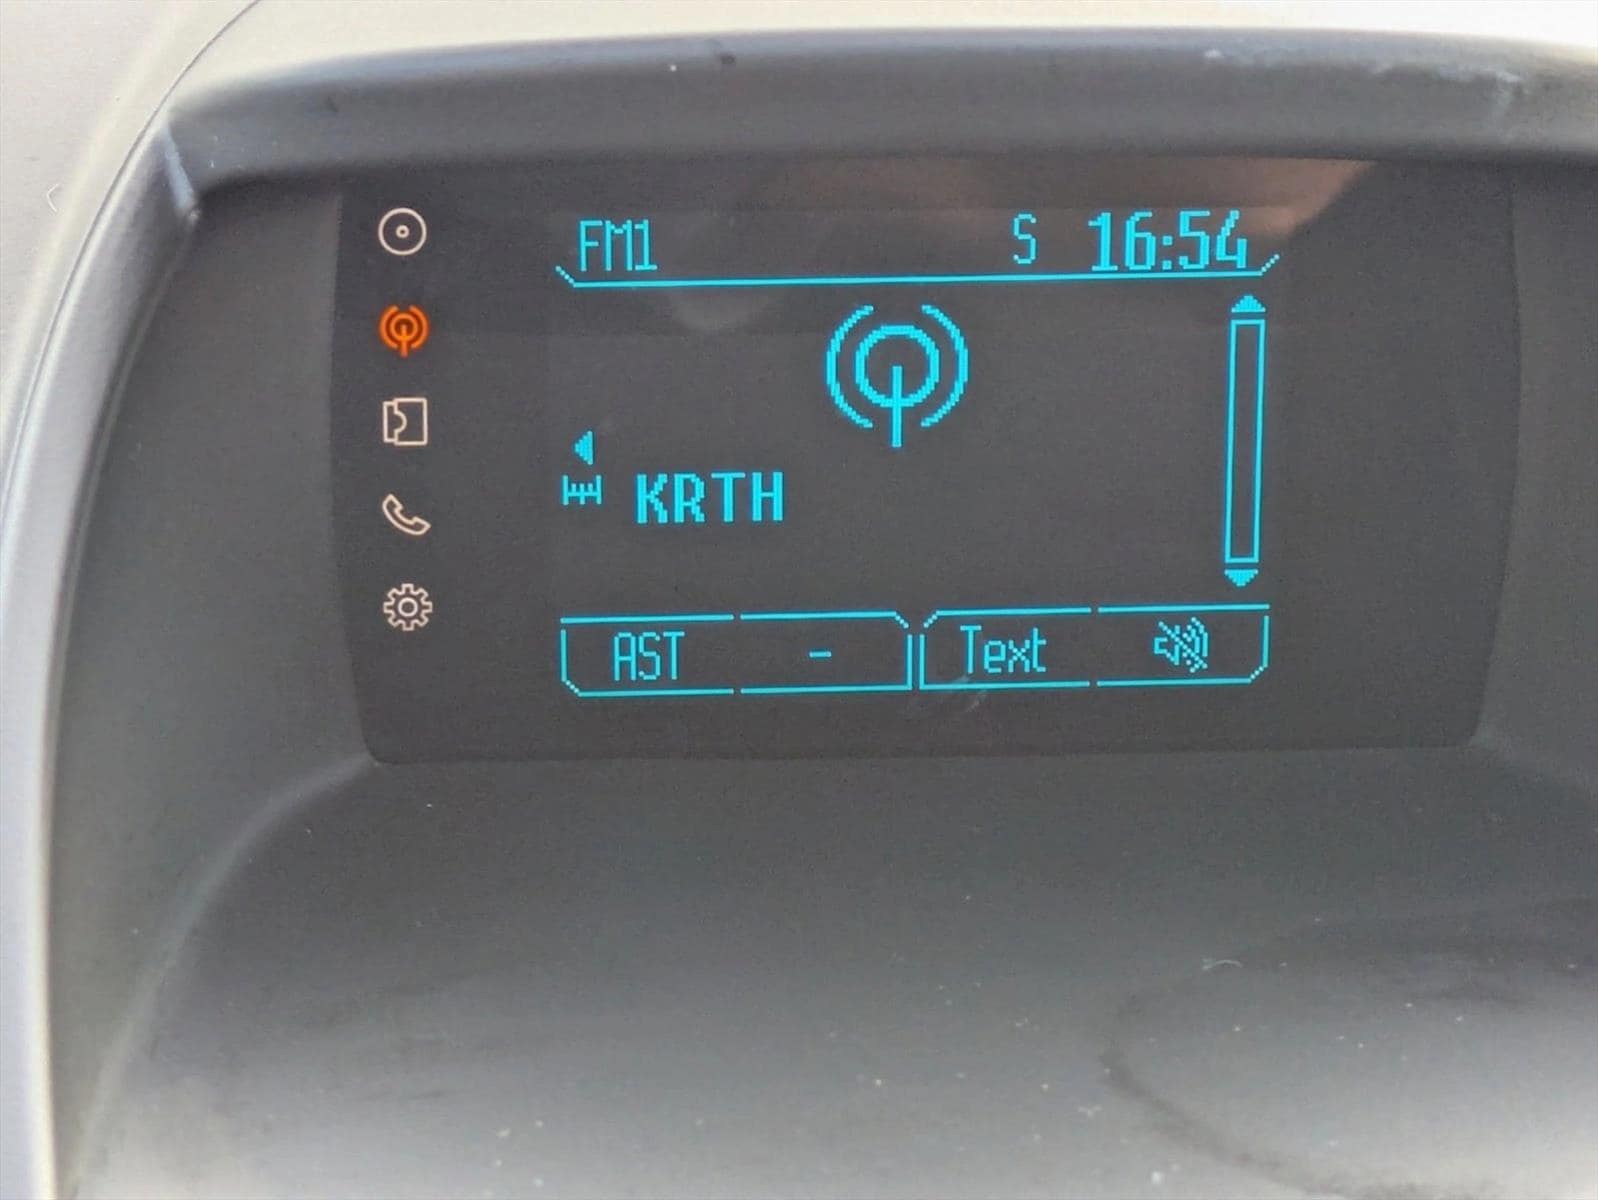 FM1 S 16:54
KRTH
AST - Text